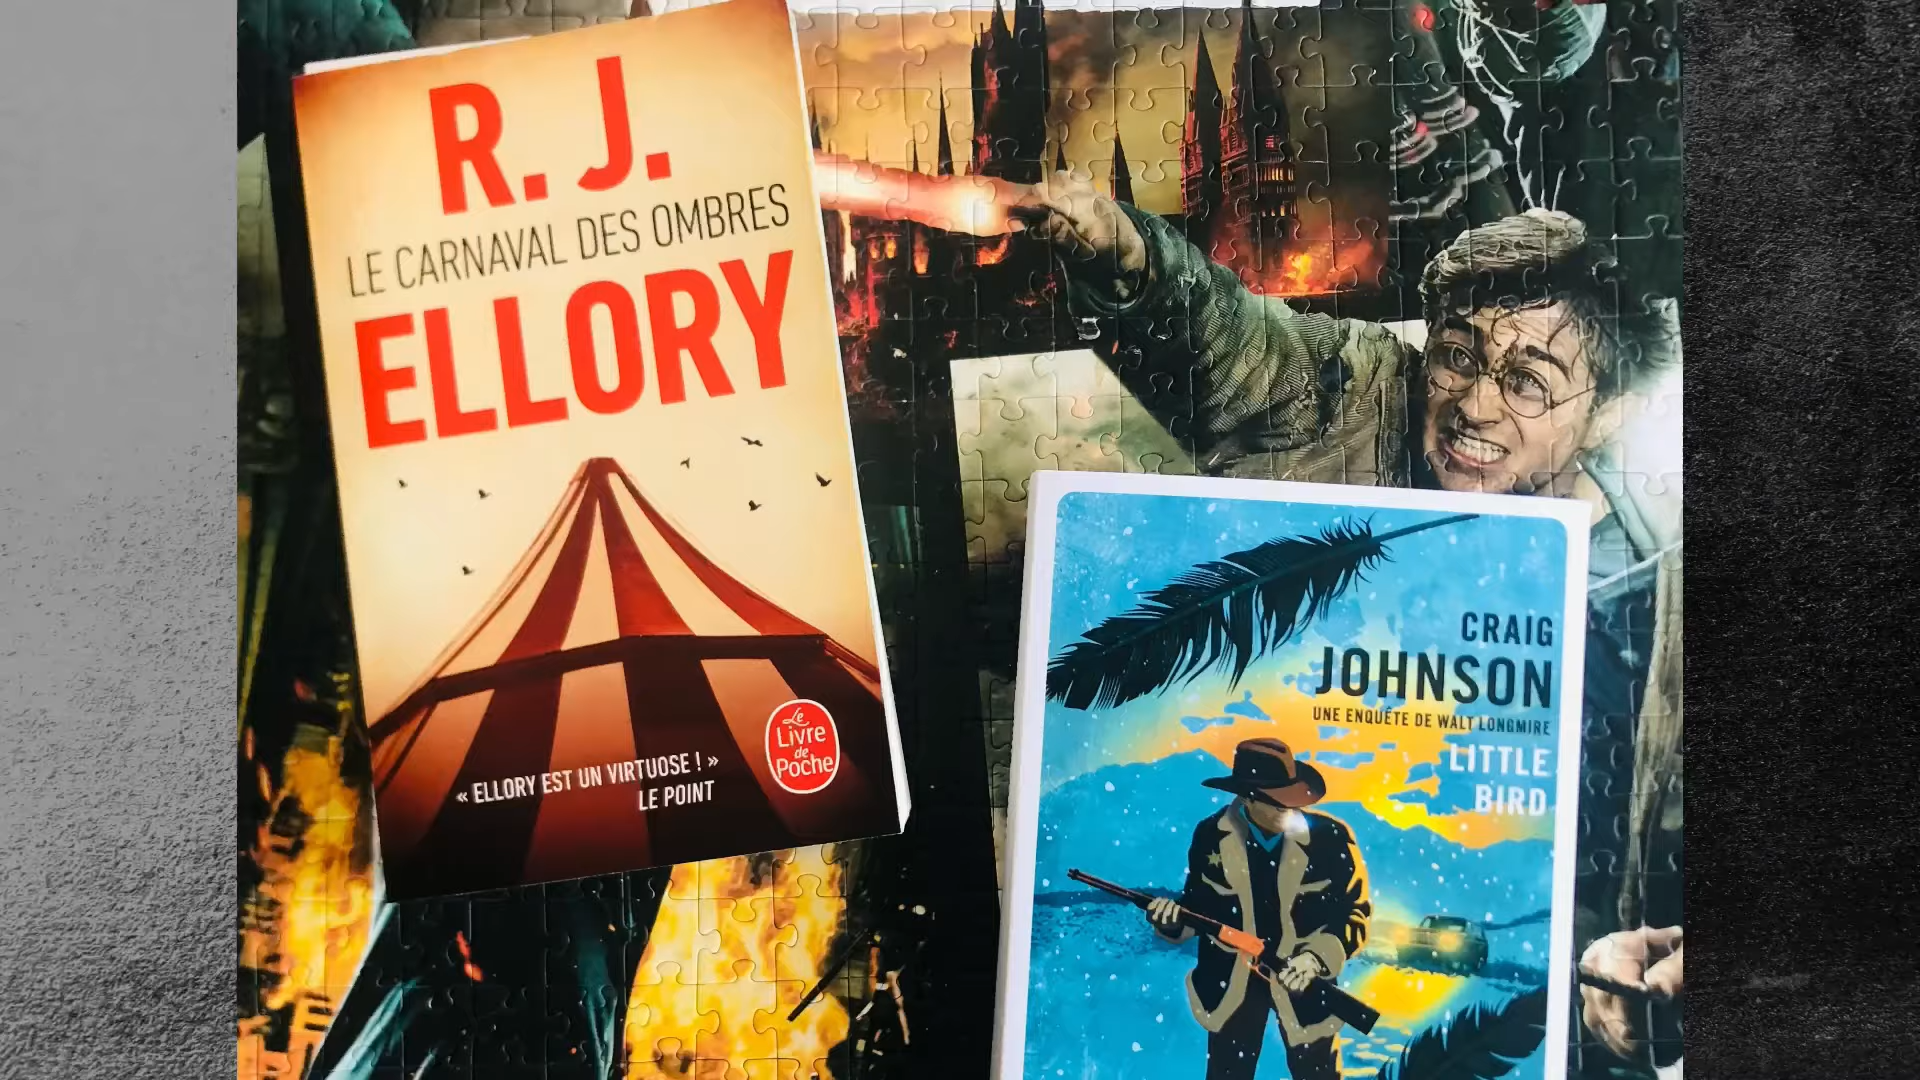 R. J.
LE CARNAVAL DES OMBRES
ELLORY
« ELLORY EST UN VIRTUOSE ! »
LE POINT
Le
Livre
de
Poche
CRAIG
JOHNSON
UNE ENQUÊTE DE WALT LONGMIRE
LITTLE
BIRD